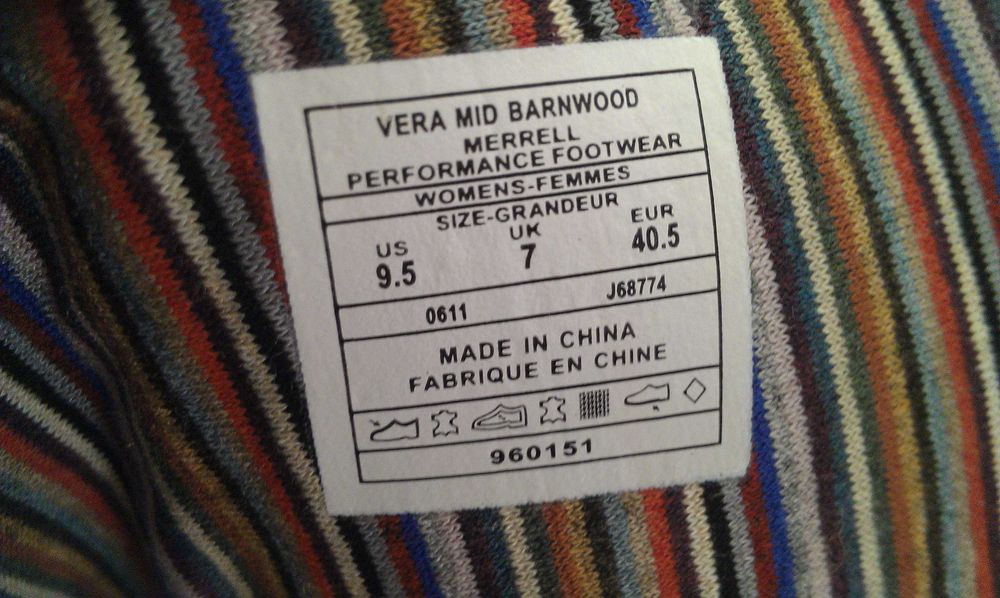 VERA MID BARNWOOD
MERRELL
PERFORMANCE FOOTWEAR
WOMENS-FEMMES
SIZE-GRANDEUR
US UK EUR
9.5 7 40.5
0611 J68774
MADE IN CHINA
FABRIQUE EN CHINE
960151